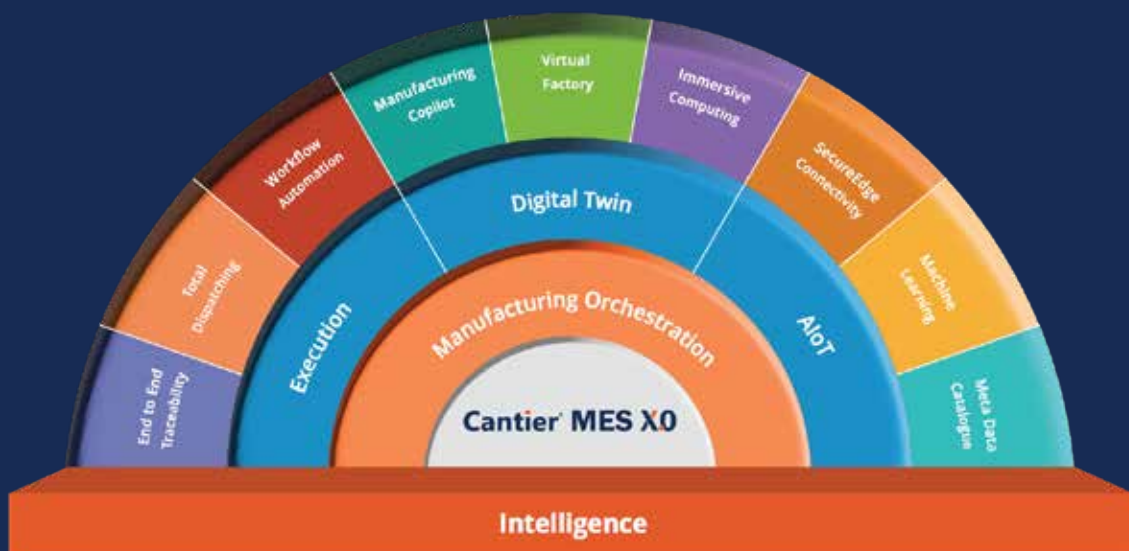 End to End
Traceability
Total
Dispatching
Workflow
Automation
Manufacturing
Copilot
Virtual
Factory
Immersive
Computing
SecureEdge
Connectivity
Machine
Learning
Meta Data
Catalogue
Execution
Digital Twin
AIoT
Manufacturing Orchestration
Cantier® MES X.0
Intelligence